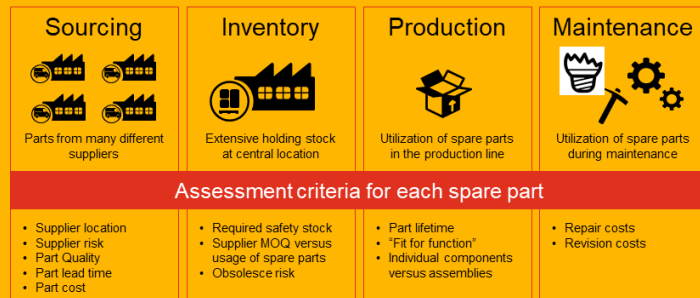 Sourcing
Parts from many different
suppliers
Inventory
Extensive holding stock
at central location
Production
Utilization of spare parts
in the production line
Maintenance
Utilization of spare parts
during maintenance
Assessment criteria for each spare part
• Supplier location
• Supplier risk
• Part Quality
• Part lead time
• Part cost
• Required safety stock
• Supplier MOQ versus
usage of spare parts
• Obsolesce risk
• Part lifetime
• “Fit for function”
• Individual components
versus assemblies
• Repair costs
• Revision costs